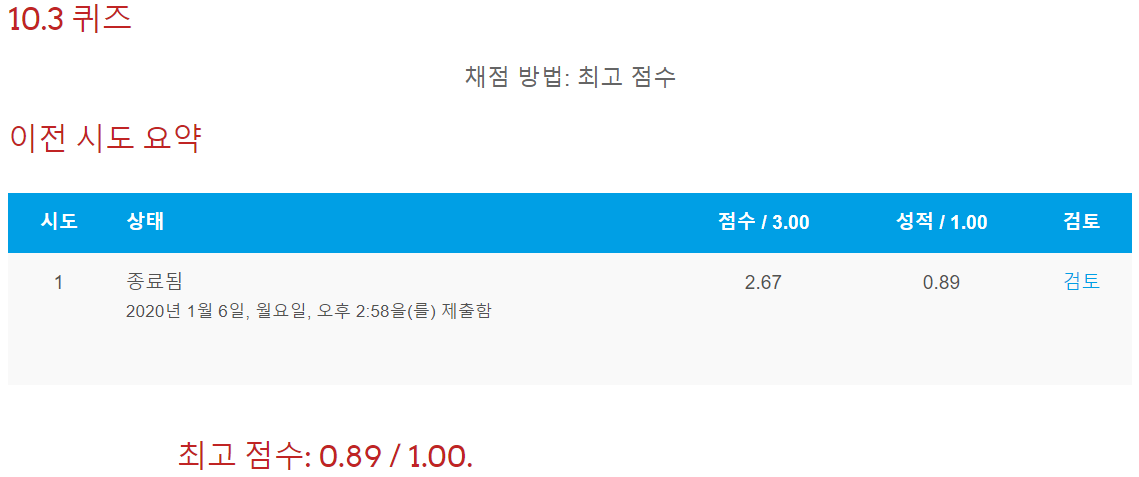 10.3 퀴즈
채점 방법: 최고 점수
이전 시도 요약
시도 상태 점수 / 3.00 성적 / 1.00 검토
1 종료됨 2.67 0.89 검토
2020년 1월 6일, 월요일, 오후 2:58을(를) 제출함
최고 점수: 0.89 / 1.00.